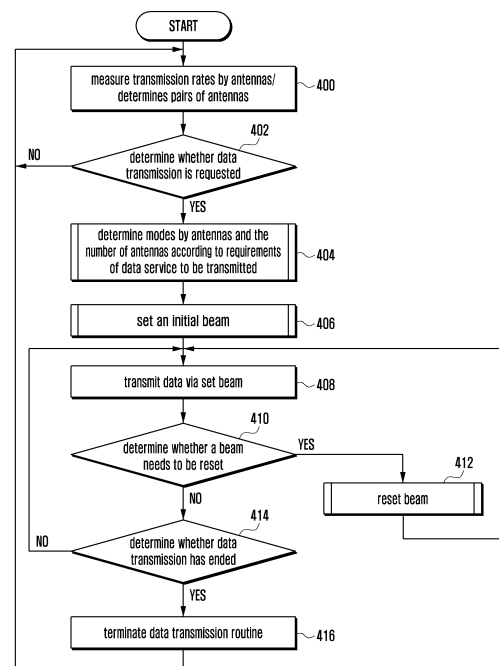 START
measure transmission rates by antennas/
determines pairs of antennas
400
402
NO
determine whether data
transmission is requested
YES
determine modes by antennas and the
number of antennas according to requirements
of data service to be transmitted
404
set an initial beam
406
transmit data via set beam
408
410
YES
determine whether a beam
needs to be reset
412
reset beam
NO
414
NO
determine whether data
transmission has ended
YES
terminate data transmission routine
416